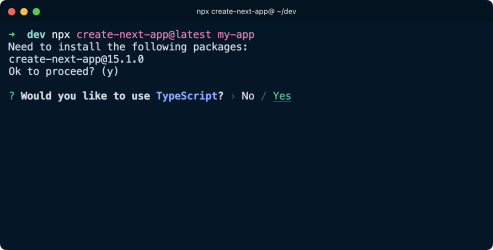 npx create-next-app@ ~/dev
➜ dev npx create-next-app@latest my-app
Need to install the following packages:
create-next-app@15.1.0
Ok to proceed? (y)
? Would you like to use TypeScript? › No / Yes